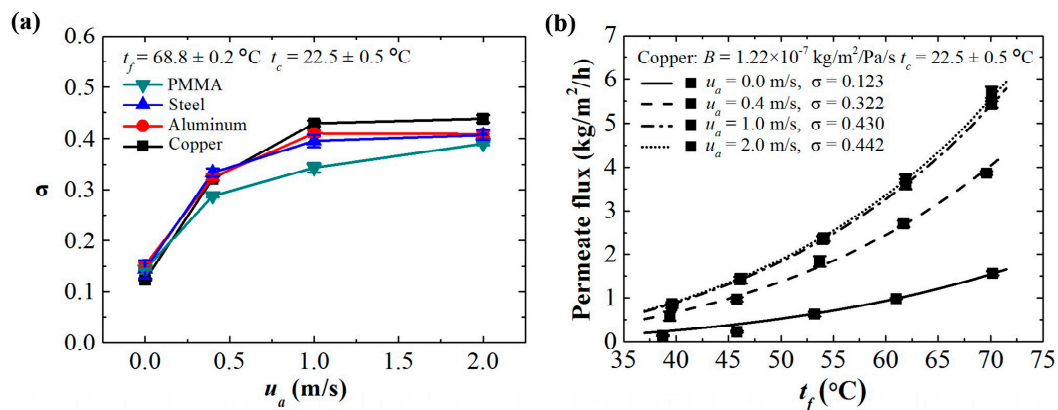 (a)
0.6
0.5
0.4
0.3
0.2
0.1
0.0
σ
t_f = 68.8 ± 0.2 °C t_c = 22.5 ± 0.5 °C
PMMA
Steel
Aluminum
Copper
0.0 0.5 1.0 1.5 2.0
u_a (m/s)
(b)
6
5
4
3
2
1
0
Permeate flux (kg/m²/h)
Copper: B = 1.22×10⁻⁷ kg/m²/Pa/s t_c = 22.5 ± 0.5 °C
u_a = 0.0 m/s, σ = 0.123
u_a = 0.4 m/s, σ = 0.322
u_a = 1.0 m/s, σ = 0.430
u_a = 2.0 m/s, σ = 0.442
35 40 45 50 55 60 65 70 75
t_f (°C)